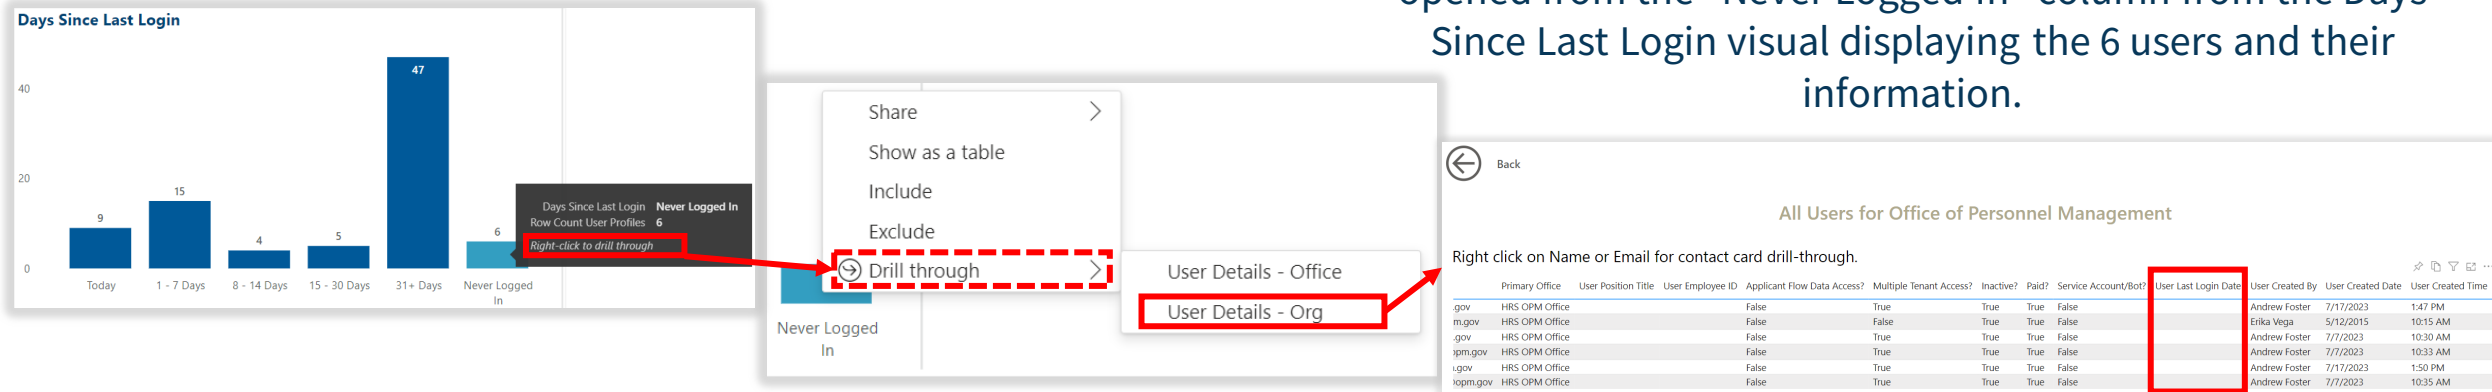 opened from the "Never Logged In" column from the Days
Since Last Login visual displaying the 6 users and their
information.
Days Since Last Login
40
20
0
9
15
4
5
47
6
Today
1 - 7 Days
8 - 14 Days
15 - 30 Days
31+ Days
Never Logged
In
Days Since Last Login Never Logged In
Row Count User Profiles 6
Right-click to drill through
Share
Show as a table
Include
Exclude
Drill through
User Details - Office
User Details - Org
Never Logged
In
Back
All Users for Office of Personnel Management
Right click on Name or Email for contact card drill-through.
Primary Office User Position Title User Employee ID Applicant Flow Data Access? Multiple Tenant Access? Inactive? Paid? Service Account/Bot? User Last Login Date User Created By User Created Date User Created Time
.gov HRS OPM Office False True True True False Andrew Foster 7/17/2023 1:47 PM
m.gov HRS OPM Office False False True True False Erika Vega 5/12/2015 10:15 AM
.gov HRS OPM Office False True True True False Andrew Foster 7/7/2023 10:30 AM
opm.gov HRS OPM Office False True True True False Andrew Foster 7/7/2023 10:33 AM
.gov HRS OPM Office False True True True False Andrew Foster 7/17/2023 1:50 PM
opm.gov HRS OPM Office False True True True False Andrew Foster 7/7/2023 10:35 AM